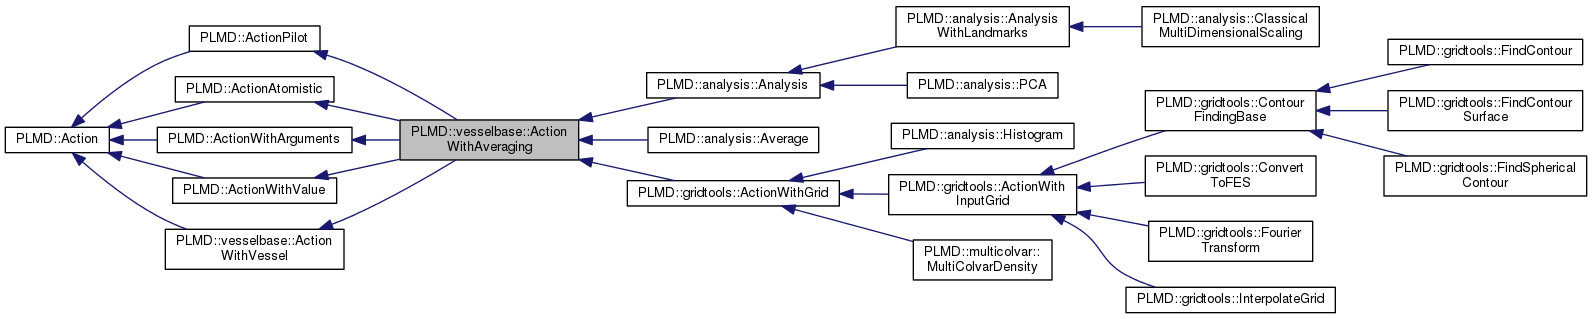 PLMD::Action
PLMD::ActionPilot
PLMD::ActionAtomistic
PLMD::ActionWithArguments
PLMD::ActionWithValue
PLMD::vesselbase::Action
WithVessel
PLMD::vesselbase::Action
WithAveraging
PLMD::analysis::Analysis
PLMD::analysis::Average
PLMD::gridtools::ActionWithGrid
PLMD::analysis::Analysis
WithLandmarks
PLMD::analysis::PCA
PLMD::analysis::Histogram
PLMD::gridtools::ActionWith
InputGrid
PLMD::multicolvar::
MultiColvarDensity
PLMD::analysis::Classical
MultiDimensionalScaling
PLMD::gridtools::Contour
FindingBase
PLMD::gridtools::Convert
ToFES
PLMD::gridtools::Fourier
Transform
PLMD::gridtools::InterpolateGrid
PLMD::gridtools::FindContour
PLMD::gridtools::FindContour
Surface
PLMD::gridtools::FindSpherical
Contour